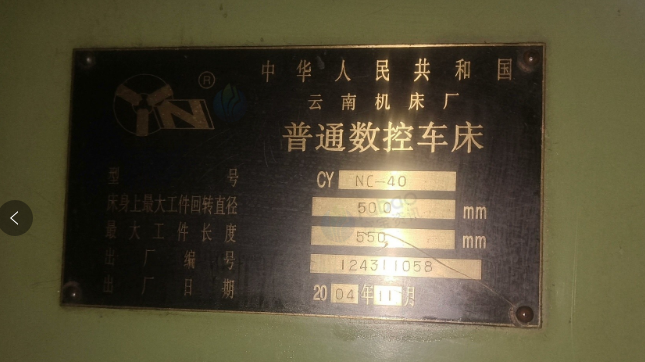 YN ®
中华人民共和国
云南机床厂
普通数控车床
型号 CY NC-40
床身上最大工件回转直径 500 mm
最大工件长度 550 mm
出厂编号 124311058
出厂日期 2004年11月